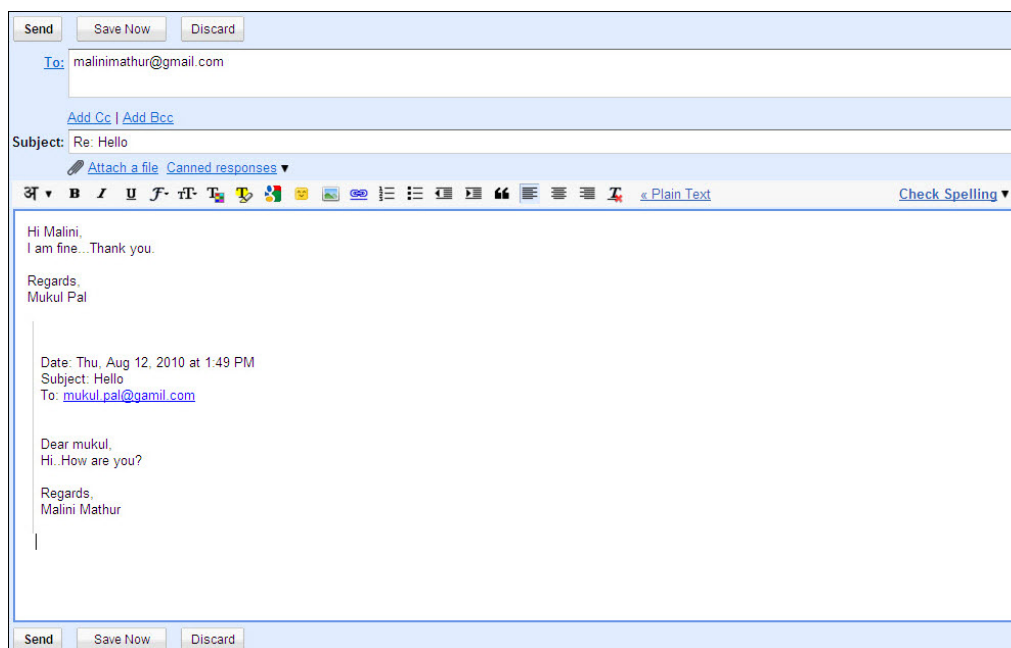 Send Save Now Discard
To: malinimathur@gmail.com
Add Cc | Add Bcc
Subject: Re: Hello
Attach a file Canned responses ▼
अ ▾ B I U F T T T « Plain Text Check Spelling ▼
Hi Malini,
I am fine...Thank you.
Regards,
Mukul Pal
Date: Thu, Aug 12, 2010 at 1:49 PM
Subject: Hello
To: mukul.pal@gamil.com
Dear mukul,
Hi..How are you?
Regards,
Malini Mathur
Send Save Now Discard